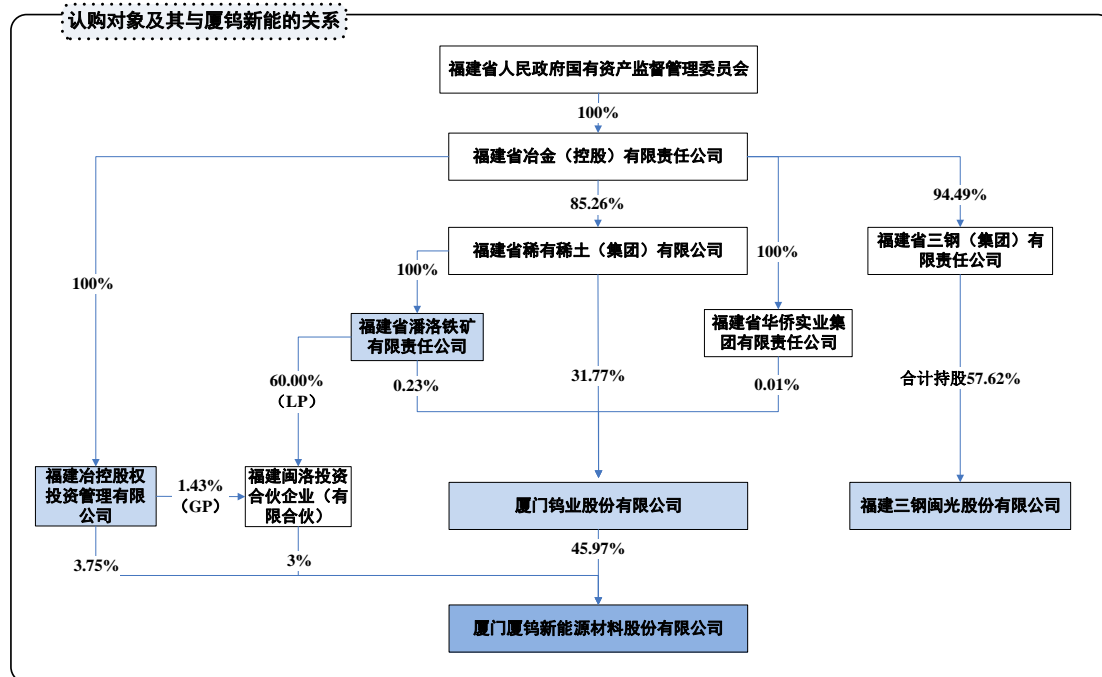 认购对象及其与厦钨新能的关系
福建省人民政府国有资产监督管理委员会
100%
福建省冶金（控股）有限责任公司
85.26%
94.49%
福建省稀有稀土（集团）有限公司
福建省三钢（集团）有
限责任公司
100%
100%
100%
福建省潘洛铁矿
有限责任公司
福建省华侨实业集
团有限责任公司
60.00%
（LP）
0.23%
31.77%
0.01%
合计持股57.62%
福建冶控股权
投资管理有限
公司
1.43%
（GP）
福建闽洛投资
合伙企业（有
限合伙）
厦门钨业股份有限公司
福建三钢闽光股份有限公司
3.75%
3%
45.97%
厦门厦钨新能源材料股份有限公司